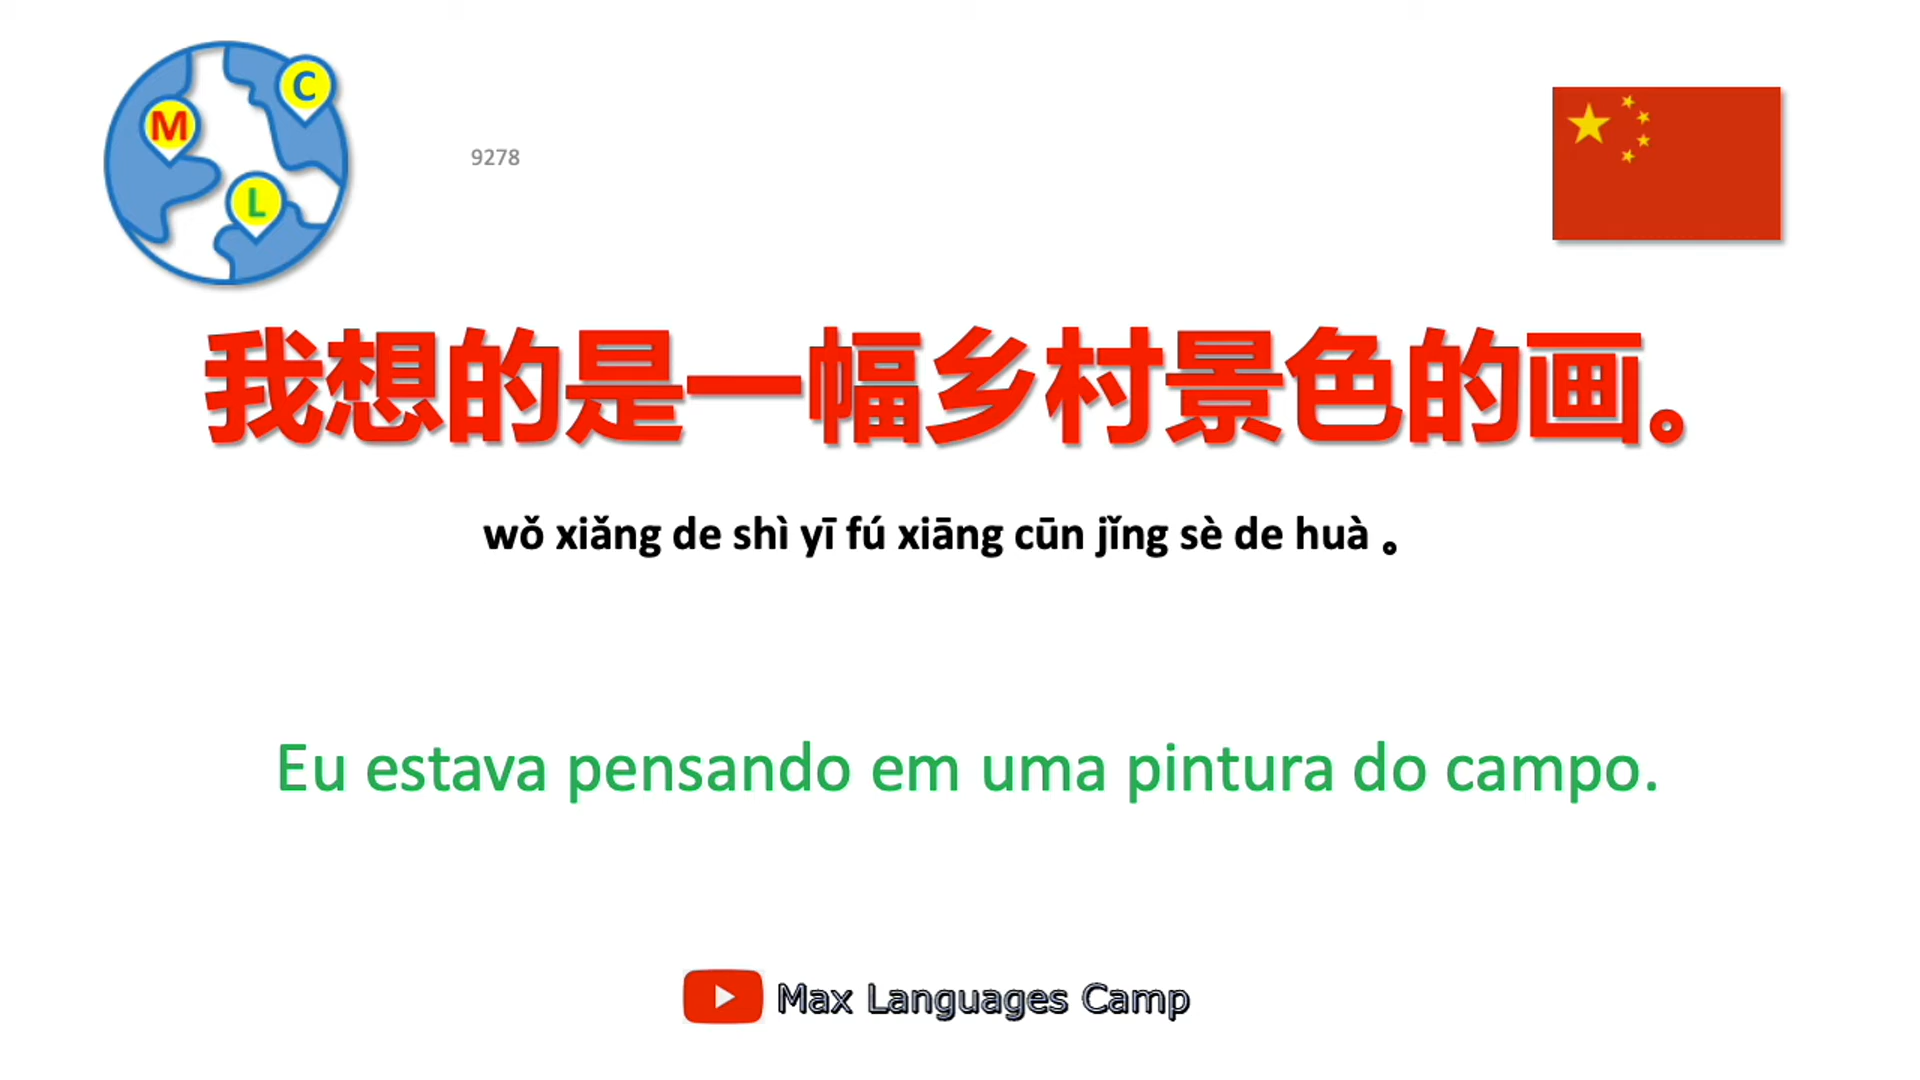 M
C
L
9278
我想的是一幅乡村景色的画。
wǒ xiǎng de shì yī fú xiāng cūn jǐng sè de huà 。
Eu estava pensando em uma pintura do campo.
Max Languages Camp